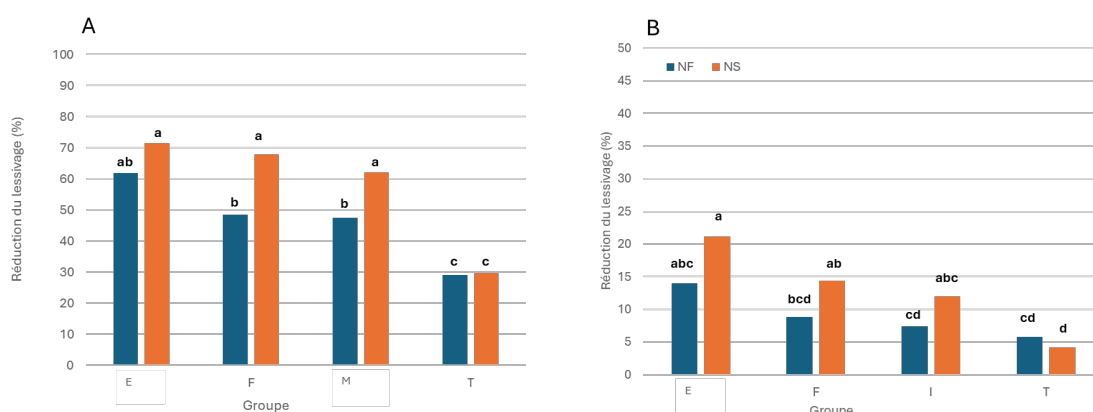 A
Réduction du lessivage (%)
100
90
80
70
60
50
40
30
20
10
0
ab
a
b
a
b
a
c
c
E
F
M
T
Groupe
B
Réduction du lessivage (%)
50
45
40
35
30
25
20
15
10
5
0
NF
NS
abc
a
bcd
ab
cd
abc
cd
d
E
F
I
T
Groupe